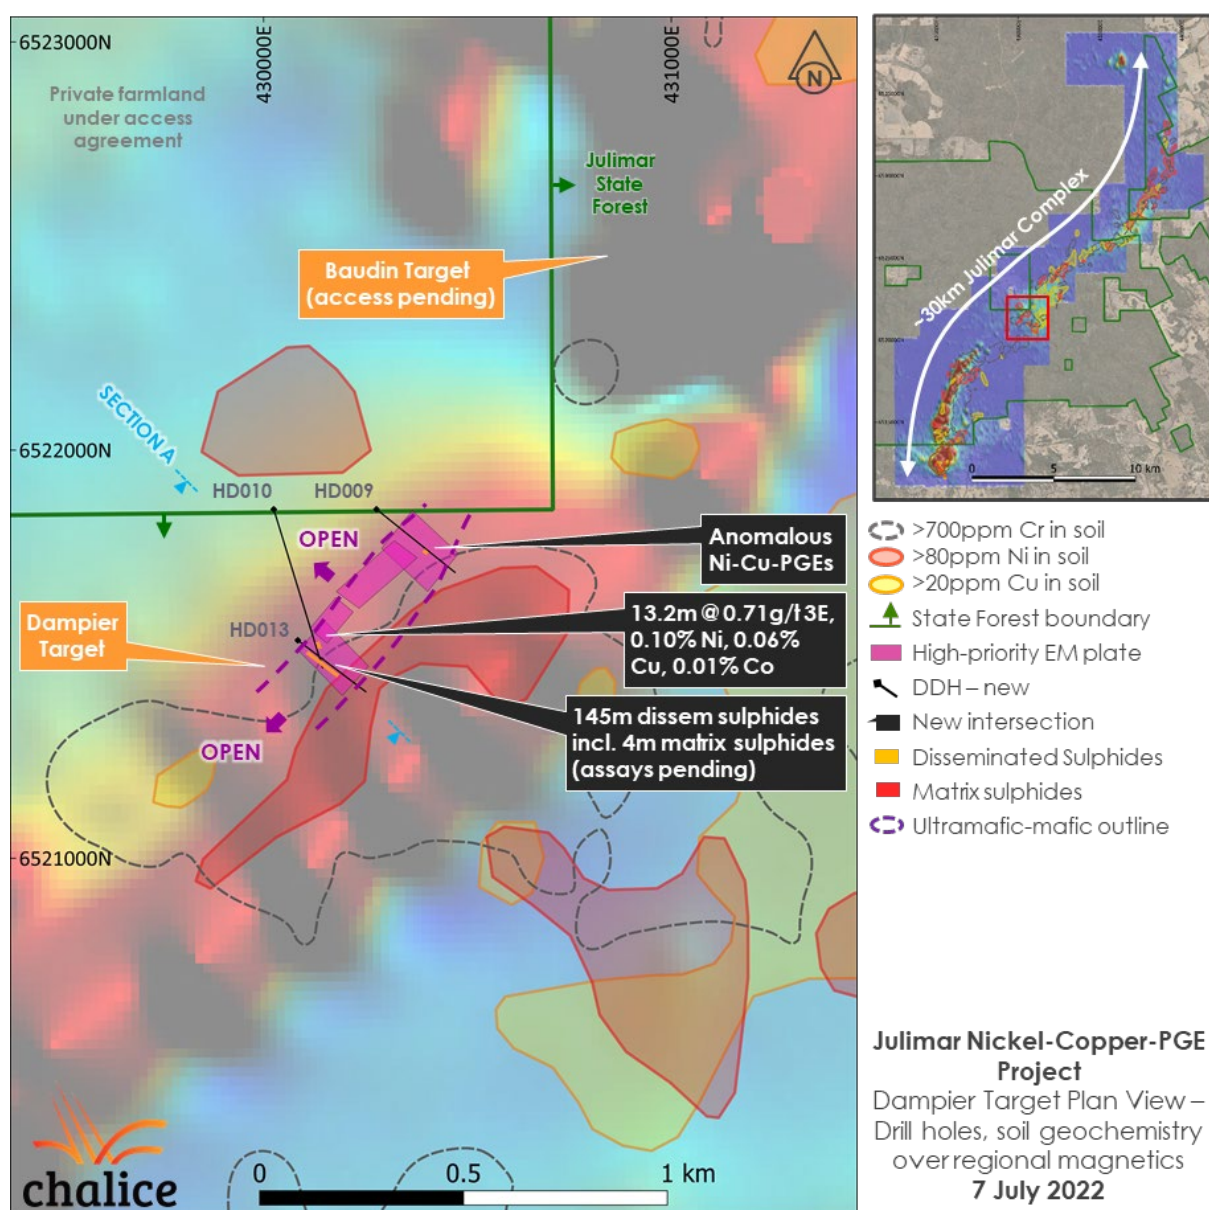 6523000N
430000E
431000E
Private farmland
under access
agreement
N
Julimar
State
Forest
Baudin Target
(access pending)
SECTION A
6522000N
HD010
HD009
OPEN
Anomalous
Ni-Cu-PGEs
Dampier
Target
HD013
13.2m @ 0.71g/t 3E,
0.10% Ni, 0.06%
Cu, 0.01% Co
OPEN
145m dissem sulphides
incl. 4m matrix sulphides
(assays pending)
6521000N
chalice
0 0.5 1 km
~30km Julimar Complex
0 5 10 km
>700ppm Cr in soil
>80ppm Ni in soil
>20ppm Cu in soil
State Forest boundary
High-priority EM plate
DDH – new
New intersection
Disseminated Sulphides
Matrix sulphides
Ultramafic-mafic outline
Julimar Nickel-Copper-PGE
Project
Dampier Target Plan View –
Drill holes, soil geochemistry
over regional magnetics
7 July 2022